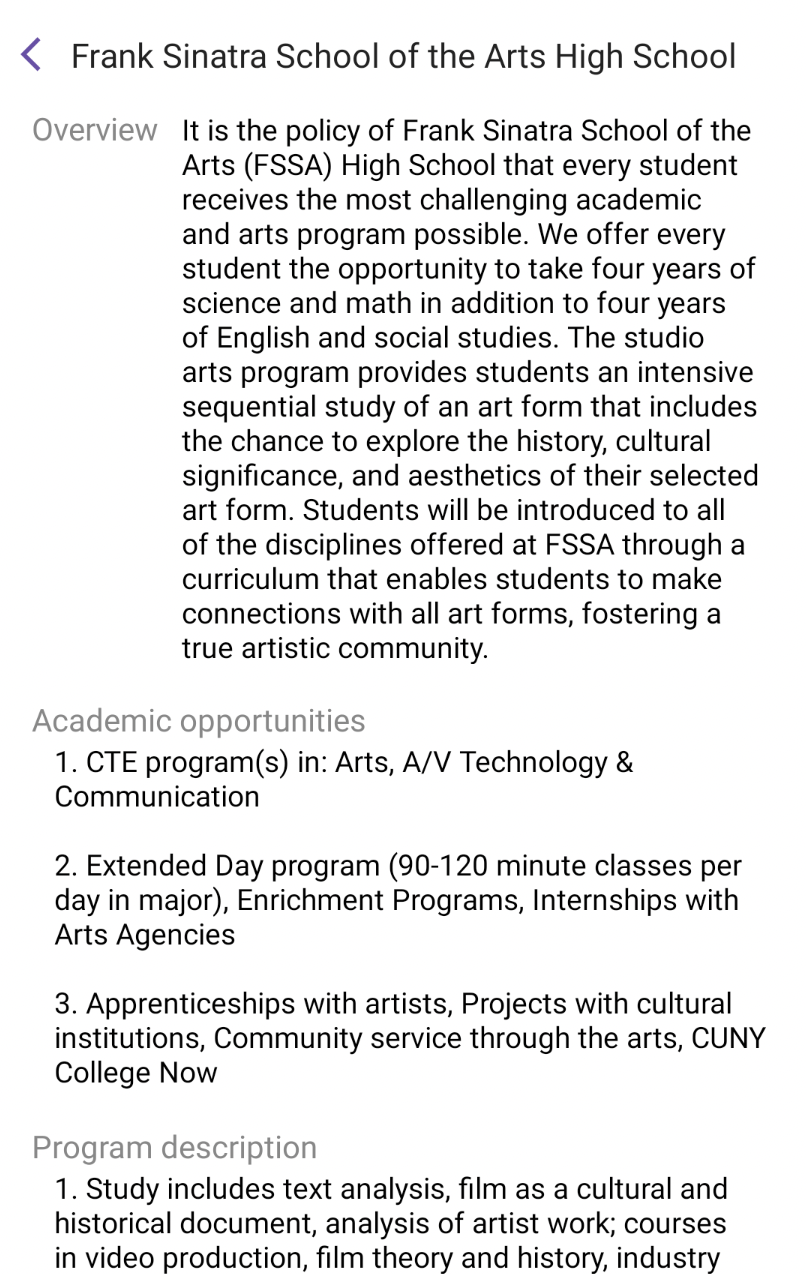 Frank Sinatra School of the Arts High School
Overview
It is the policy of Frank Sinatra School of the
Arts (FSSA) High School that every student
receives the most challenging academic
and arts program possible. We offer every
student the opportunity to take four years of
science and math in addition to four years
of English and social studies. The studio
arts program provides students an intensive
sequential study of an art form that includes
the chance to explore the history, cultural
significance, and aesthetics of their selected
art form. Students will be introduced to all
of the disciplines offered at FSSA through a
curriculum that enables students to make
connections with all art forms, fostering a
true artistic community.
Academic opportunities
1. CTE program(s) in: Arts, A/V Technology &
Communication
2. Extended Day program (90-120 minute classes per
day in major), Enrichment Programs, Internships with
Arts Agencies
3. Apprenticeships with artists, Projects with cultural
institutions, Community service through the arts, CUNY
College Now
Program description
1. Study includes text analysis, film as a cultural and
historical document, analysis of artist work; courses
in video production, film theory and history, industry